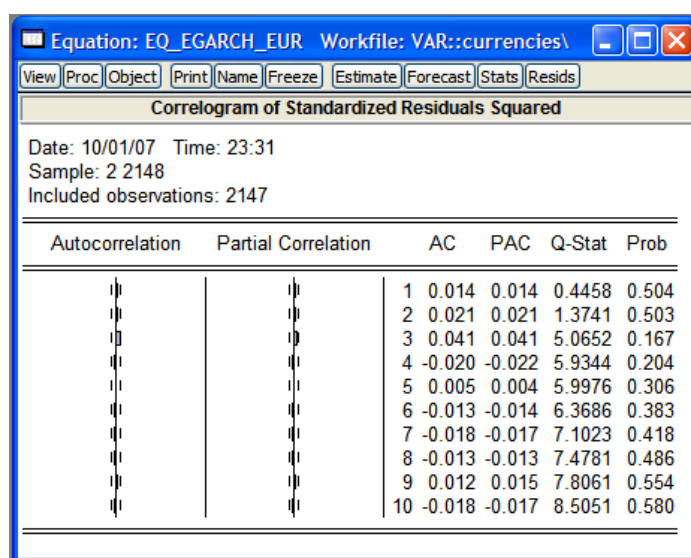 Equation: EQ_EGARCH_EUR Workfile: VAR::currencies\
View Proc Object Print Name Freeze Estimate Forecast Stats Resids
Correlogram of Standardized Residuals Squared
Date: 10/01/07 Time: 23:31
Sample: 2 2148
Included observations: 2147
Autocorrelation Partial Correlation AC PAC Q-Stat Prob
1 0.014 0.014 0.4458 0.504
2 0.021 0.021 1.3741 0.503
3 0.041 0.041 5.0652 0.167
4 -0.020 -0.022 5.9344 0.204
5 0.005 0.004 5.9976 0.306
6 -0.013 -0.014 6.3686 0.383
7 -0.018 -0.017 7.1023 0.418
8 -0.013 -0.013 7.4781 0.486
9 0.012 0.015 7.8061 0.554
10 -0.018 -0.017 8.5051 0.580